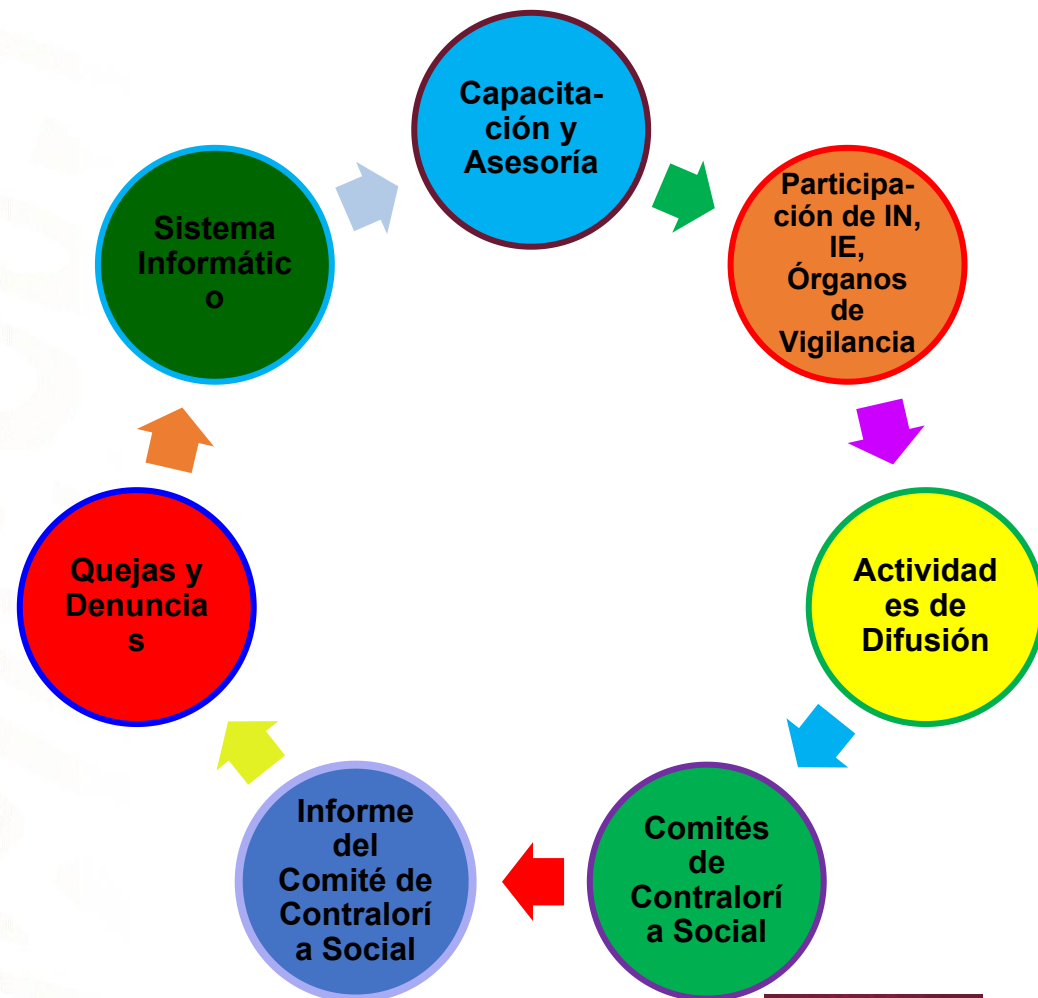 Capacita-
ción y
Asesoría
Participa-
ción de IN,
IE,
Órganos
de
Vigilancia
Actividad
es de
Difusión
Comités
de
Contralorí
a Social
Informe
del
Comité de
Contralorí
a Social
Quejas y
Denuncia
s
Sistema
Informátic
o